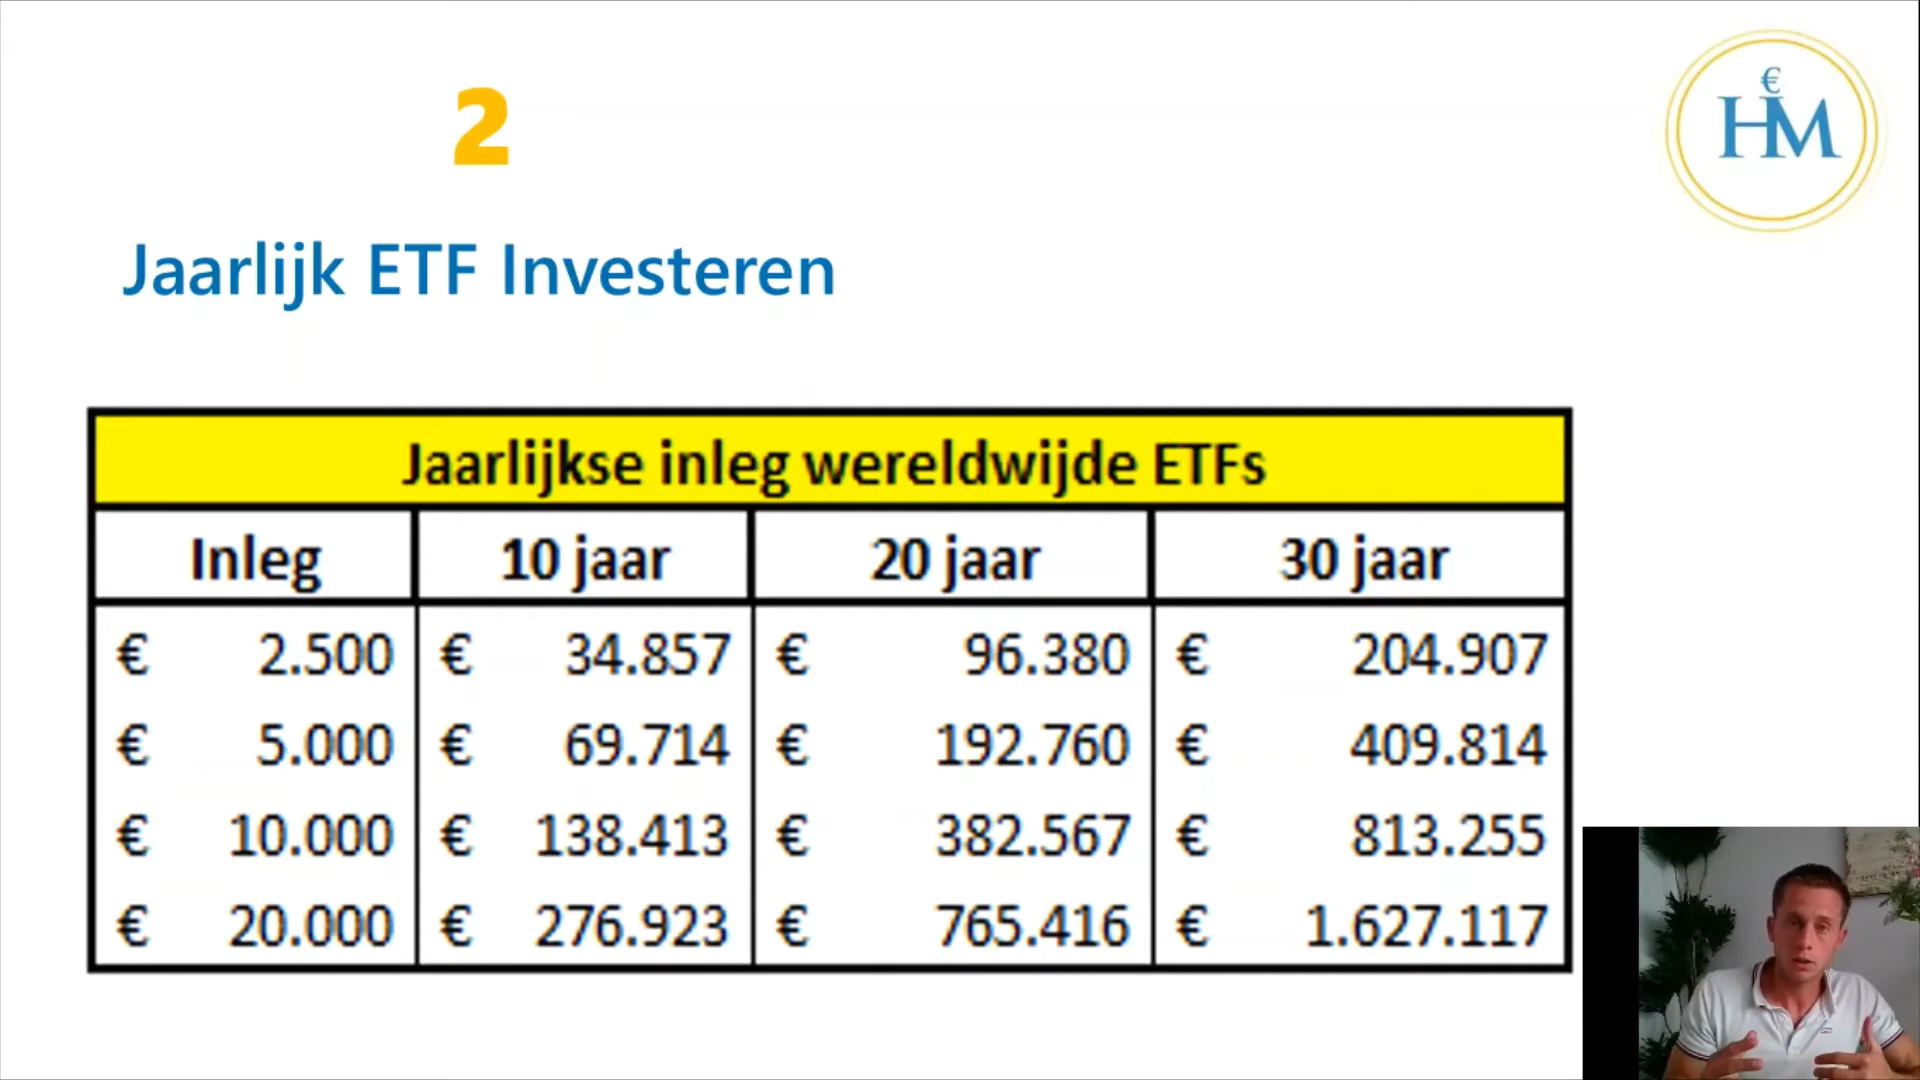 2
€
HM
Jaarlijk ETF Investeren
Jaarlijkse inleg wereldwijde ETFs
Inleg 10 jaar 20 jaar 30 jaar
€ 2.500 € 34.857 € 96.380 € 204.907
€ 5.000 € 69.714 € 192.760 € 409.814
€ 10.000 € 138.413 € 382.567 € 813.255
€ 20.000 € 276.923 € 765.416 € 1.627.117